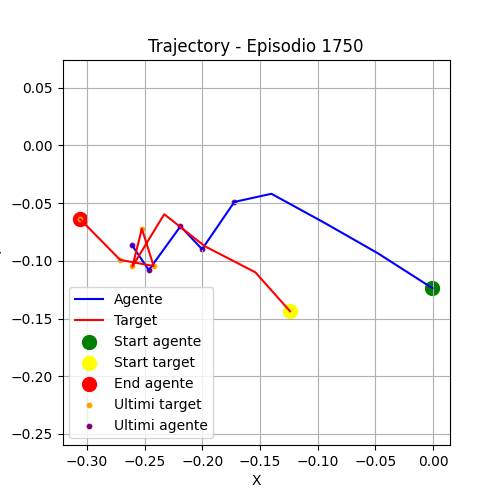 Trajectory - Episodio 1750
0.05
0.00
−0.05
−0.10
−0.15
−0.20
−0.25
Agente
Target
Start agente
Start target
End agente
Ultimi target
Ultimi agente
−0.30 −0.25 −0.20 −0.15 −0.10 −0.05 0.00
X